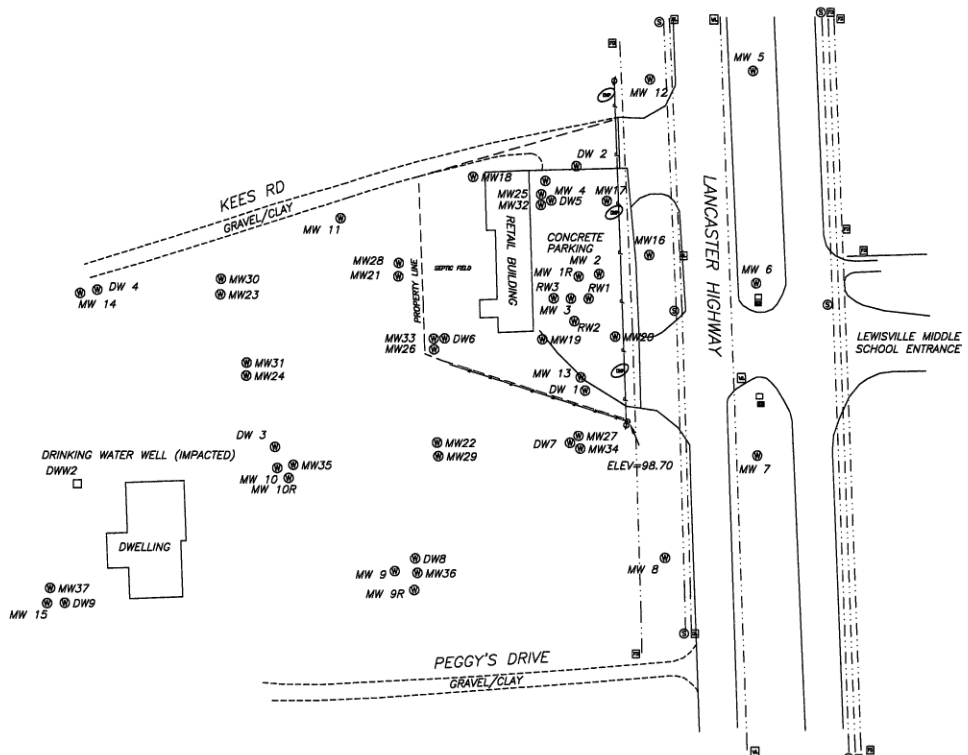 MW 5
MW 12
DW 2
MW18
MW 4
MW25
MW17
DW5
MW32
KEES RD
GRAVEL/CLAY
MW 11
LANCASTER HIGHWAY
RETAIL BUILDING
CONCRETE
PARKING
MW16
MW28
MW21
SEPTIC FIELD
PROPERTY LINE
MW 2
MW 1R
MW30
DW 4
MW23
MW 14
MW 6
RW3
RW1
MW 3
RW2
MW33
DW6
MW26
MW19
MW20
LEWISVILLE MIDDLE
SCHOOL ENTRANCE
MW31
MW24
MW 13
DW 1
DW 3
MW22
DW7
MW27
MW34
MW29
ELEV=98.70
MW 7
DRINKING WATER WELL (IMPACTED)
DWW2
MW35
MW 10
MW 10R
DWELLING
DW8
MW 9
MW36
MW 8
MW37
MW 9R
MW 15
DW9
PEGGY'S DRIVE
GRAVEL/CLAY